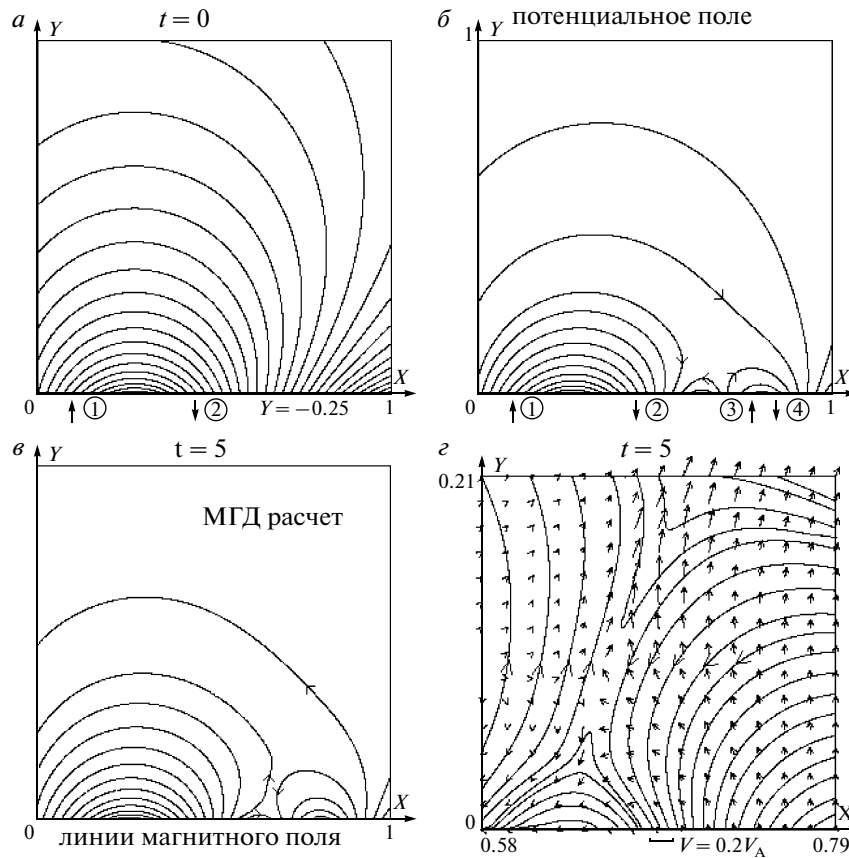 а Y t = 0
X
0 ① ② Y = −0.25 1
б Y потенциальное поле
1
X
0 ① ② ③ ④ 1
в Y t = 5
МГД расчет
X
0 линии магнитного поля 1
г Y t = 5
0.21
X
0
0.58 V = 0.2V_A 0.79